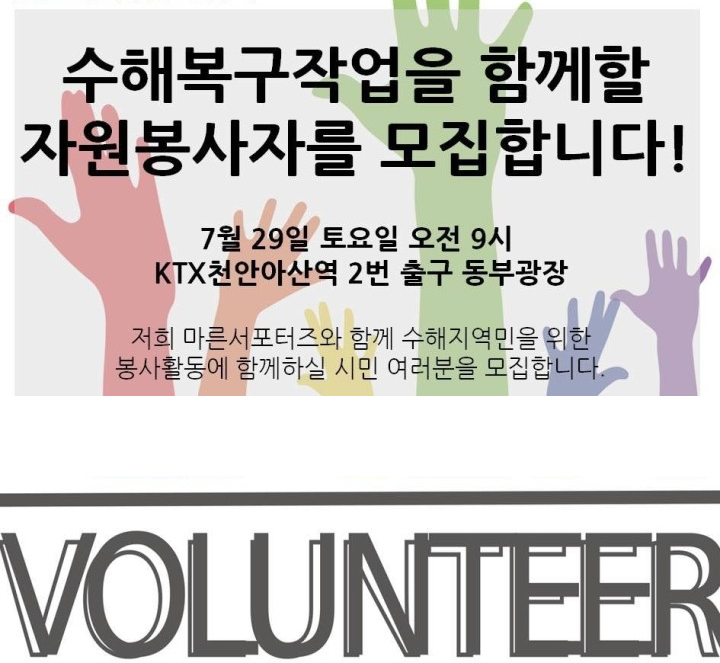 수해복구작업을 함께할
자원봉사자를 모집합니다!
7월 29일 토요일 오전 9시
KTX천안아산역 2번 출구 동부광장
저희 마른서포터즈와 함께 수해지역민을 위한
봉사활동에 함께하실 시민 여러분을 모집합니다.
VOLUNTEER